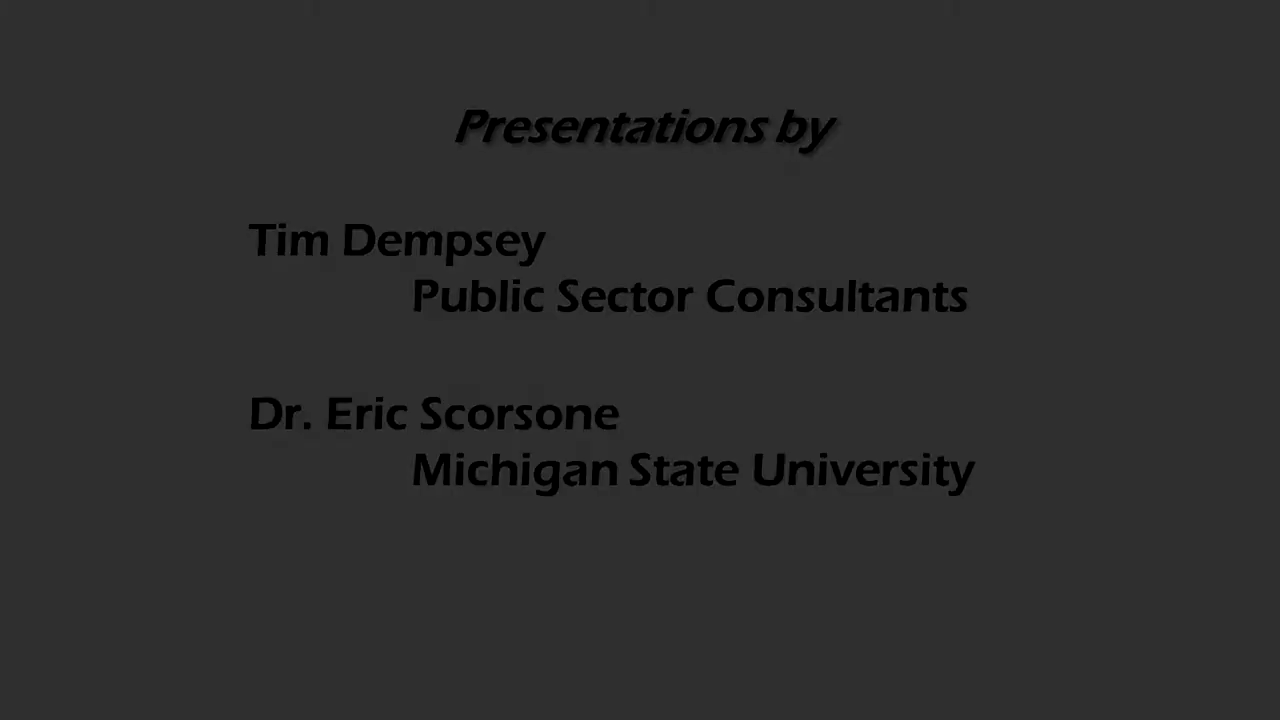 Presentations by
Tim Dempsey
Public Sector Consultants
Dr. Eric Scorsone
Michigan State University